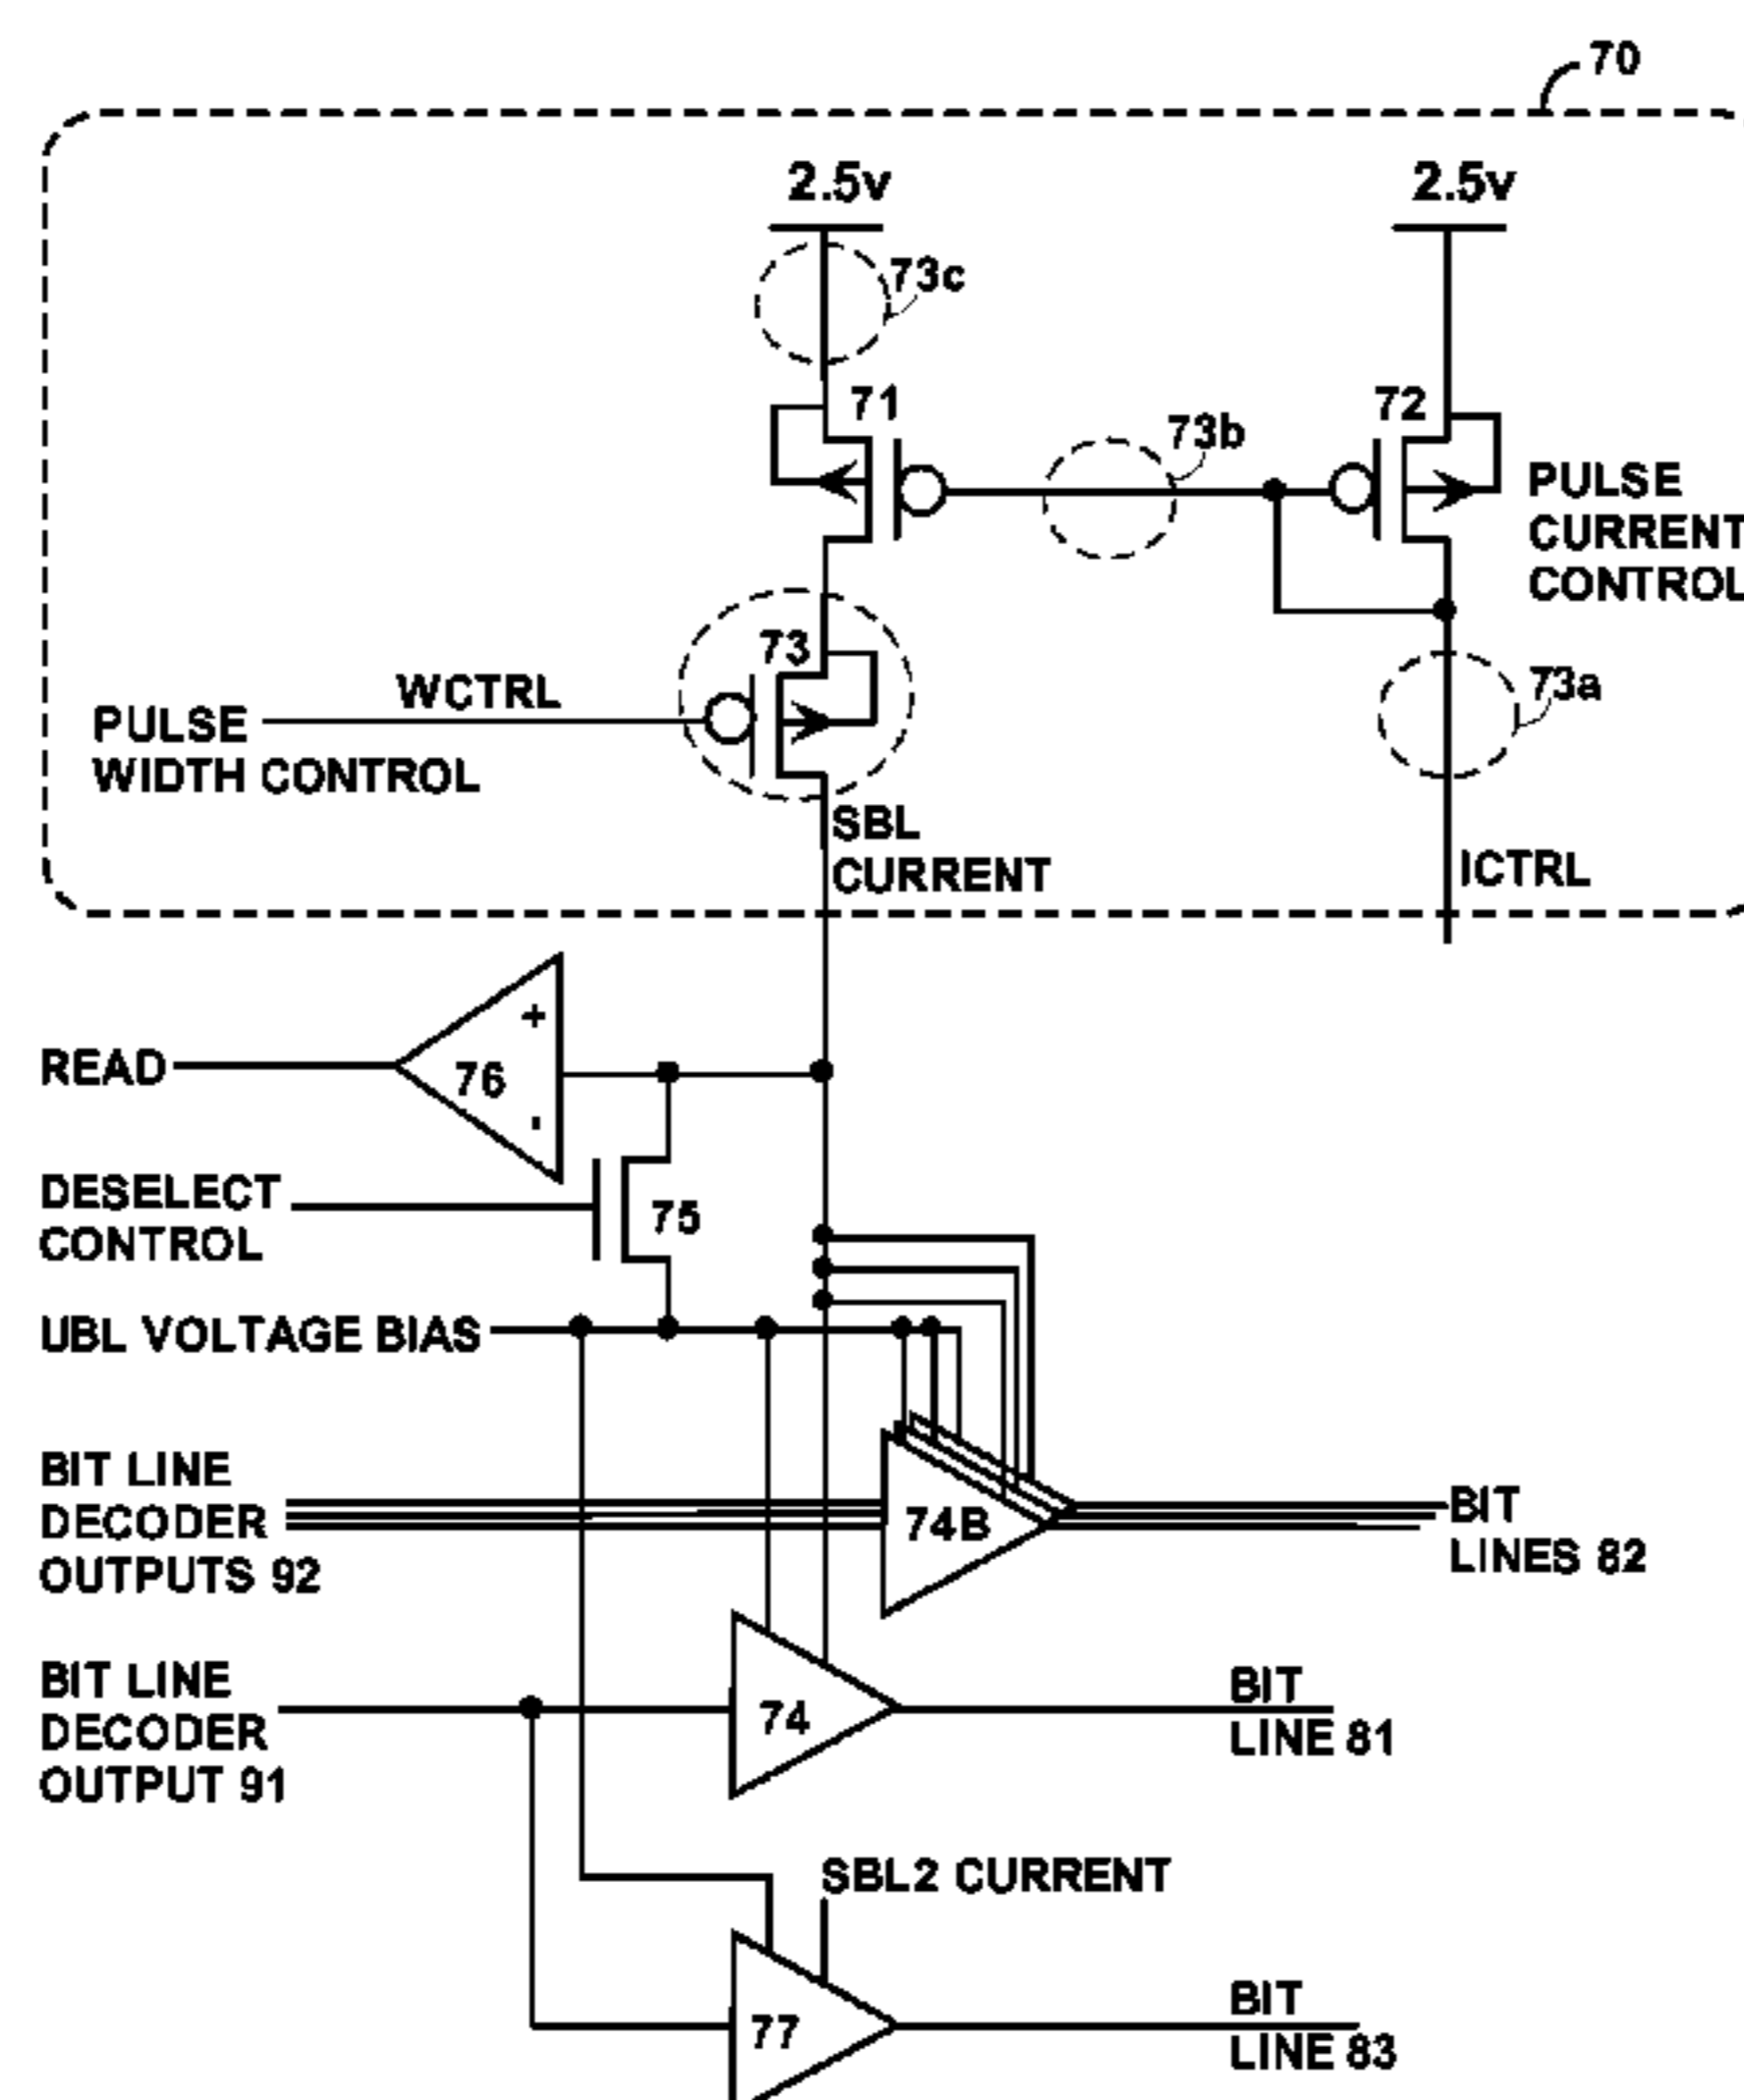 70
2.5v
2.5v
73c
71
72
73b
PULSE
CURRENT
CONTROL
73
WCTRL
73a
PULSE
WIDTH CONTROL
SBL
CURRENT
ICTRL
+
READ
76
-
DESELECT
CONTROL
75
UBL VOLTAGE BIAS
BIT LINE
DECODER
OUTPUTS 92
74B
BIT
LINES 82
BIT LINE
DECODER
OUTPUT 91
74
BIT
LINE 81
SBL2 CURRENT
77
BIT
LINE 83